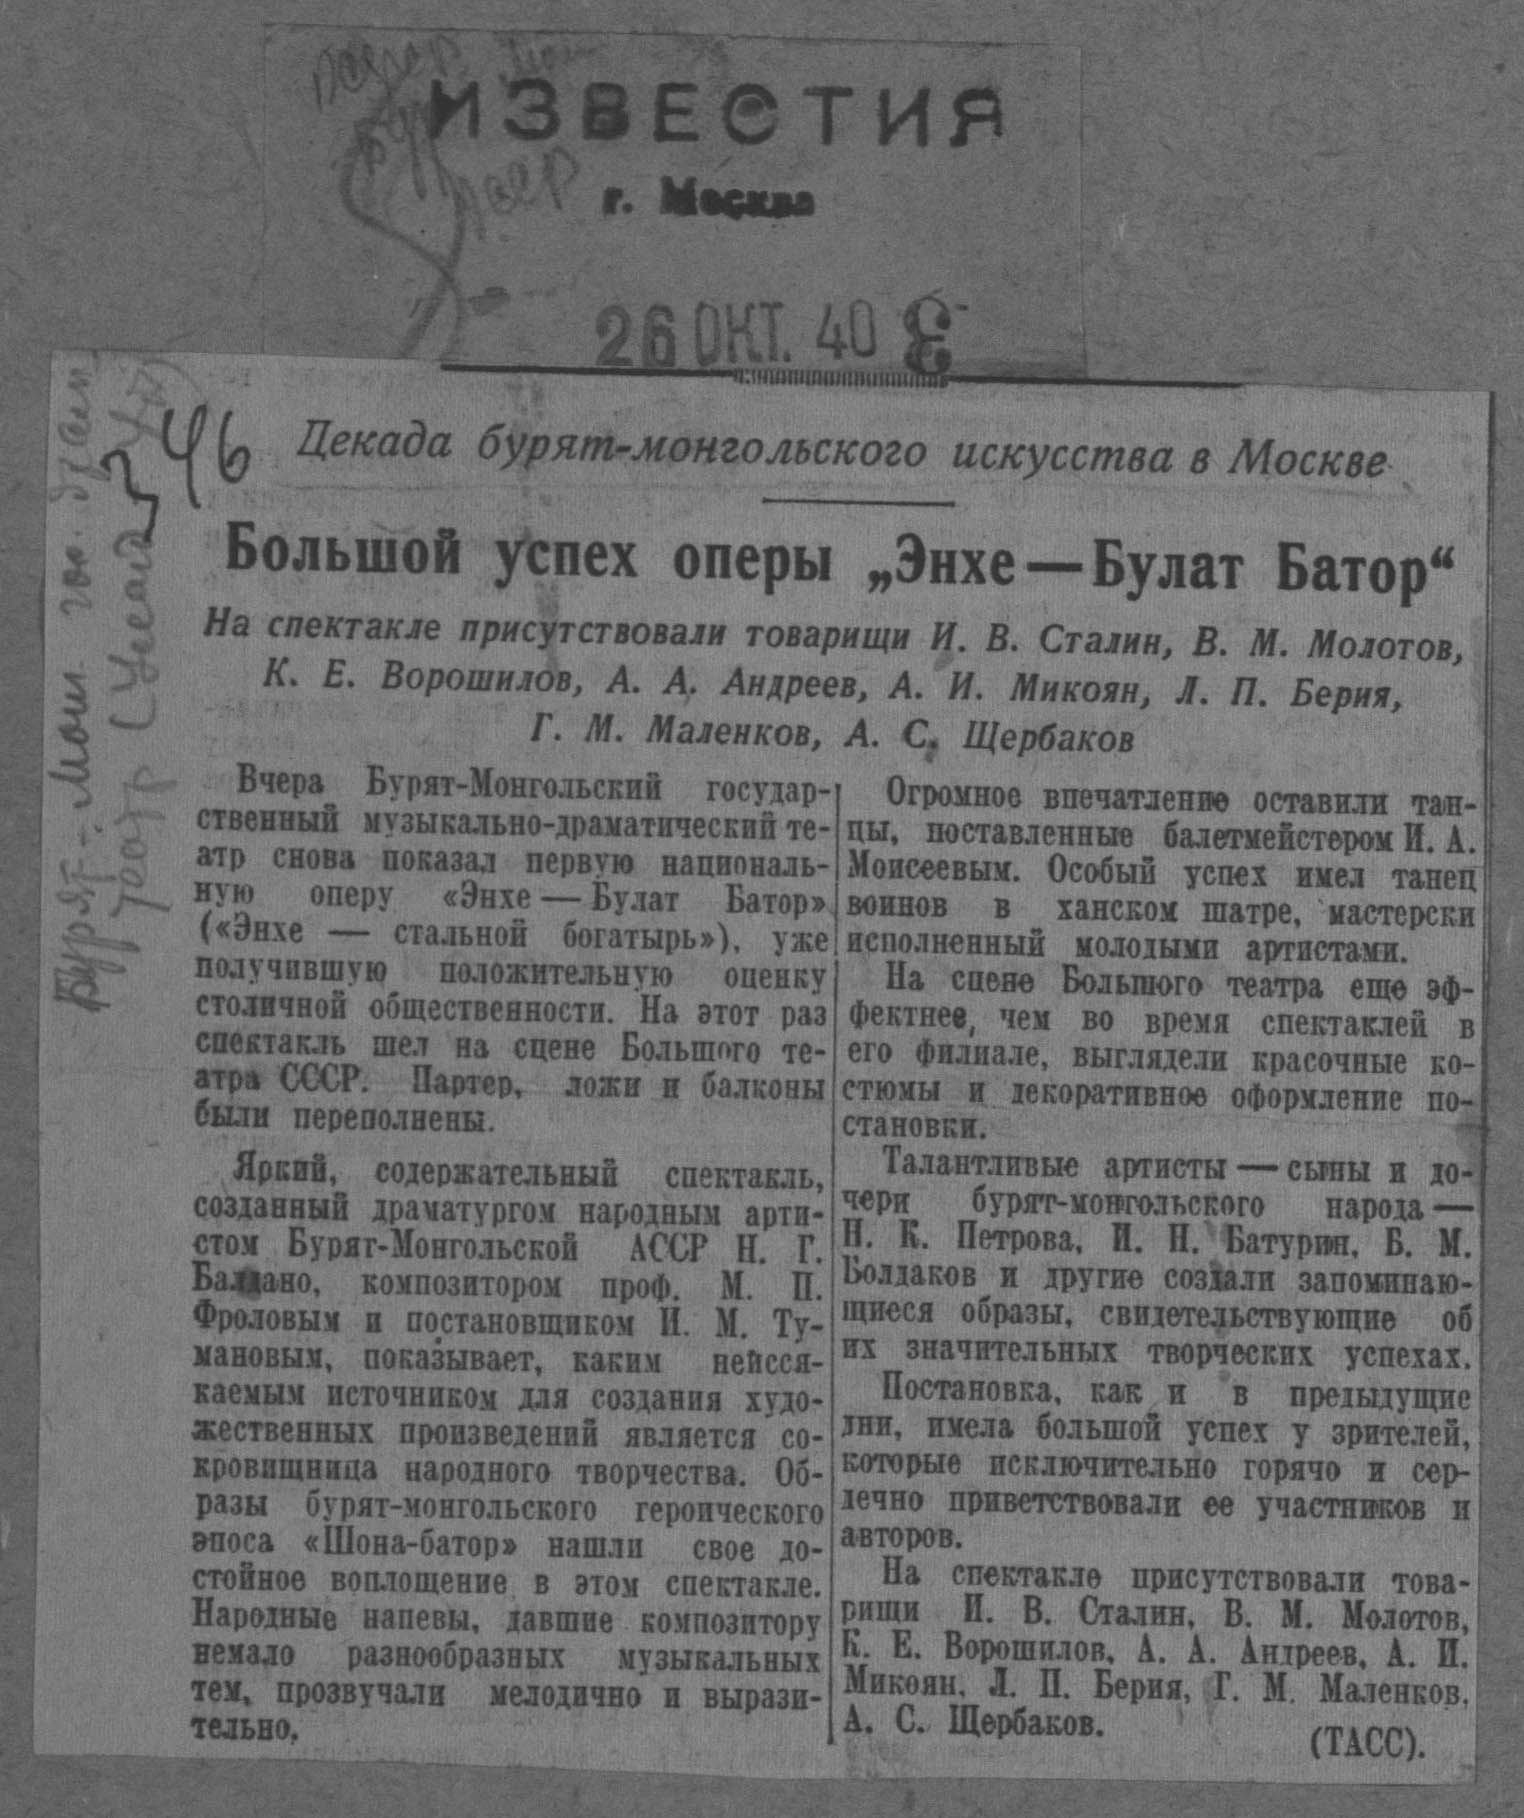 ИЗВЕСТИЯ
г. Москва
26 ОКТ. 40
46
Декада бурят-монгольского искусства в Москве
Большой успех оперы „Энхе — Булат Батор“
На спектакле присутствовали товарищи И. В. Сталин, В. М. Молотов,
К. Е. Ворошилов, А. А. Андреев, А. И. Микоян, Л. П. Берия,
Г. М. Маленков, А. С. Щербаков
Вчера Бурят-Монгольский государ-
ственный музыкально-драматический те-
атр снова показал первую националь-
ную оперу «Энхе — Булат Батор»
(«Энхе — стальной богатырь»), уже
получившую положительную оценку
столичной общественности. На этот раз
спектакль шел на сцене Большого те-
атра СССР. Партер, ложи и балконы
были переполнены.
Яркий, содержательный спектакль,
созданный драматургом народным арти-
стом Бурят-Монгольской АССР Н. Г.
Балдано, композитором проф. М. П.
Фроловым и постановщиком И. М. Ту-
мановым, показывает, каким неисся-
каемым источником для создания худо-
жественных произведений является со-
кровищница народного творчества. Об-
разы бурят-монгольского героического
эпоса «Шона-батор» нашли свое до-
стойное воплощение в этом спектакле.
Народные напевы, давшие композитору
немало разнообразных музыкальных
тем, прозвучали мелодично и вырази-
тельно.
Огромное впечатление оставили тан-
цы, поставленные балетмейстером И. А.
Моисеевым. Особый успех имел танец
воинов в ханском шатре, мастерски
исполненный молодыми артистами.
На сцене Большого театра еще эф-
фектнее, чем во время спектаклей в
его филиале, выглядели красочные ко-
стюмы и декоративное оформление по-
становки.
Талантливые артисты — сыны и до-
чери бурят-монгольского народа —
Н. К. Петрова, И. Н. Батурин, Б. М.
Болдаков и другие создали запоминаю-
щиеся образы, свидетельствующие об
их значительных творческих успехах.
Постановка, как и в предыдущие
дни, имела большой успех у зрителей,
которые исключительно горячо и сер-
дечно приветствовали ее участников и
авторов.
На спектакле присутствовали това-
рищи И. В. Сталин, В. М. Молотов,
К. Е. Ворошилов, А. А. Андреев, А. И.
Микоян, Л. П. Берия, Г. М. Маленков,
А. С. Щербаков.
(ТАСС).